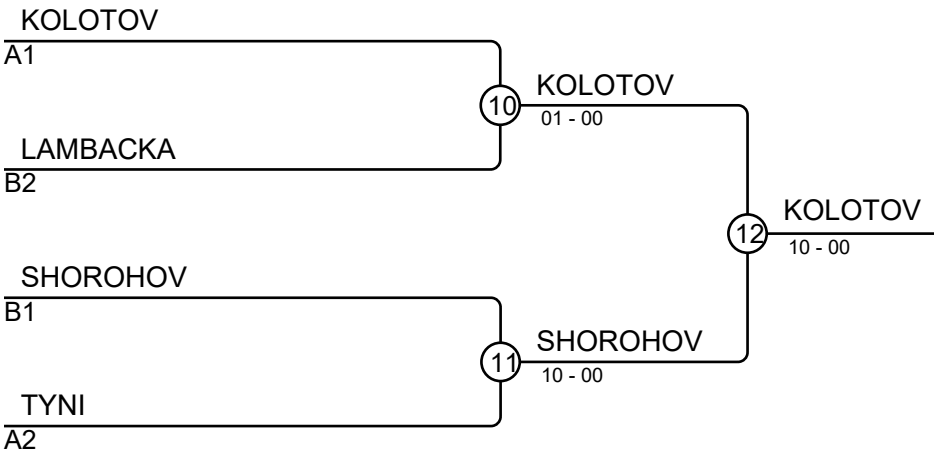 KOLOTOV
A1
10
KOLOTOV
01 - 00
LAMBACKA
B2
12
KOLOTOV
10 - 00
SHOROHOV
B1
11
SHOROHOV
10 - 00
TYNI
A2